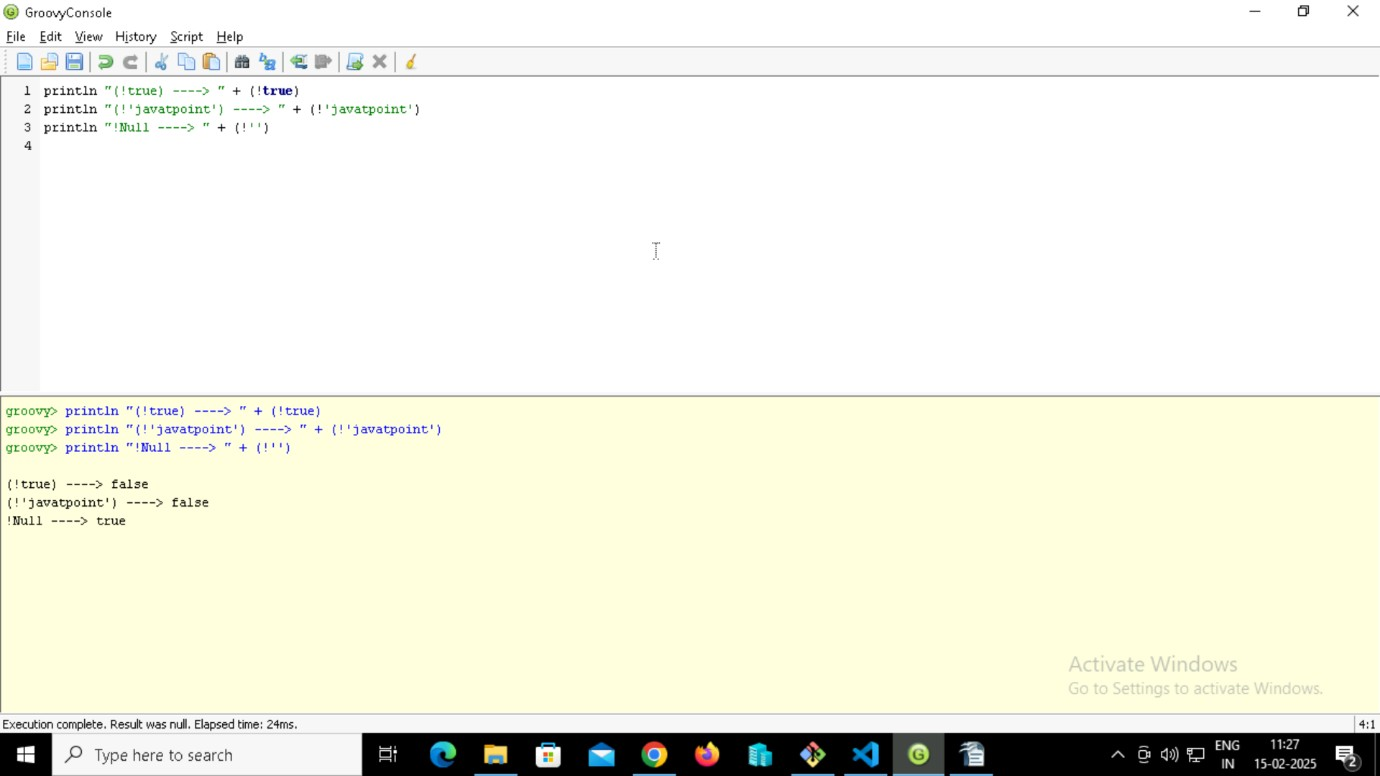 GroovyConsole
File Edit View History Script Help
1 println "(!true) ----> " + (!true)
2 println "(!'javatpoint') ----> " + (!'javatpoint')
3 println "!Null ----> " + (!'')
4
groovy> println "(!true) ----> " + (!true)
groovy> println "(!'javatpoint') ----> " + (!'javatpoint')
groovy> println "!Null ----> " + (!'')
(!true) ----> false
(!'javatpoint') ----> false
!Null ----> true
Activate Windows
Go to Settings to activate Windows.
Execution complete. Result was null. Elapsed time: 24ms.
4:1
Type here to search
ENG
IN
11:27
15-02-2025
2